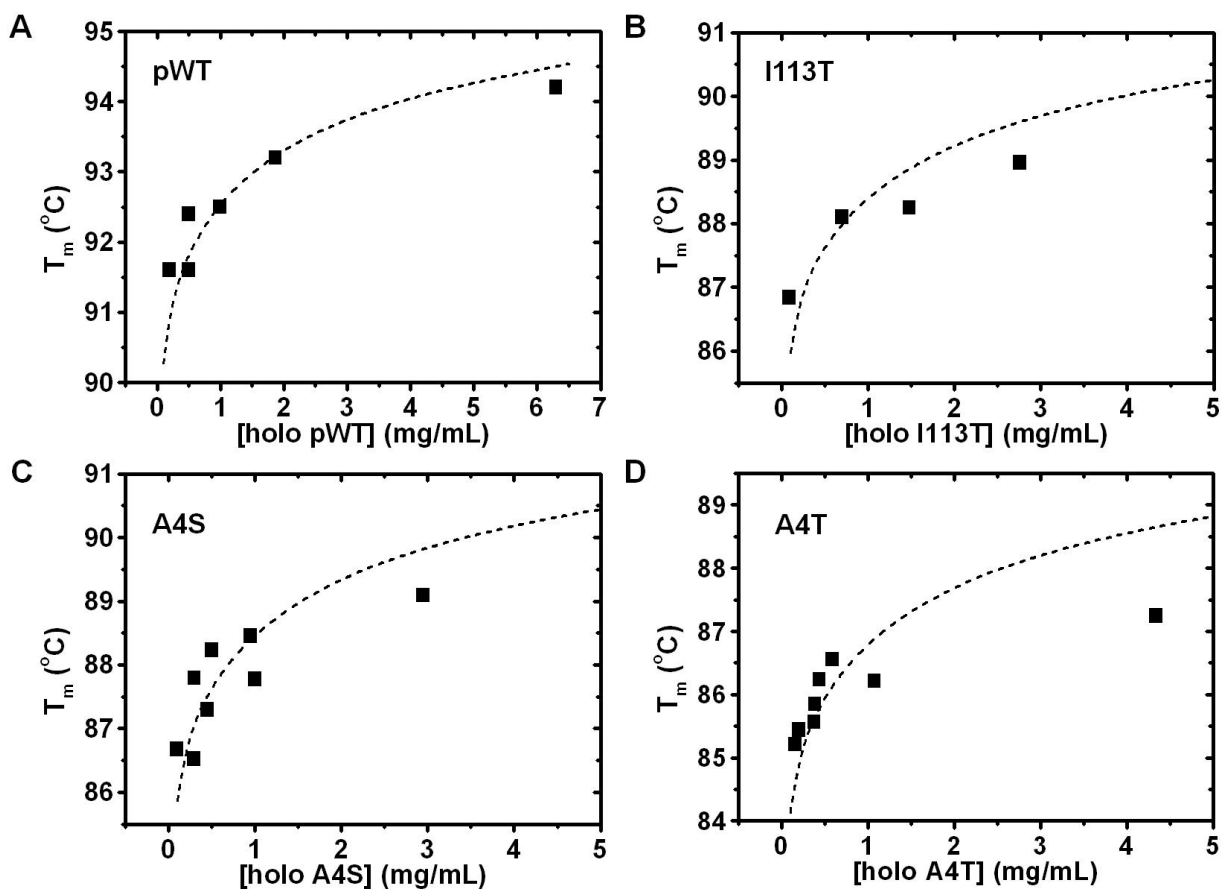 A
pWT
95
94
93
92
91
90
Tm (°C)
0 1 2 3 4 5 6 7
[holo pWT] (mg/mL)
B
I113T
91
90
89
88
87
86
Tm (°C)
0 1 2 3 4 5
[holo I113T] (mg/mL)
C
A4S
91
90
89
88
87
86
Tm (°C)
0 1 2 3 4 5
[holo A4S] (mg/mL)
D
A4T
89
88
87
86
85
84
Tm (°C)
0 1 2 3 4 5
[holo A4T] (mg/mL)